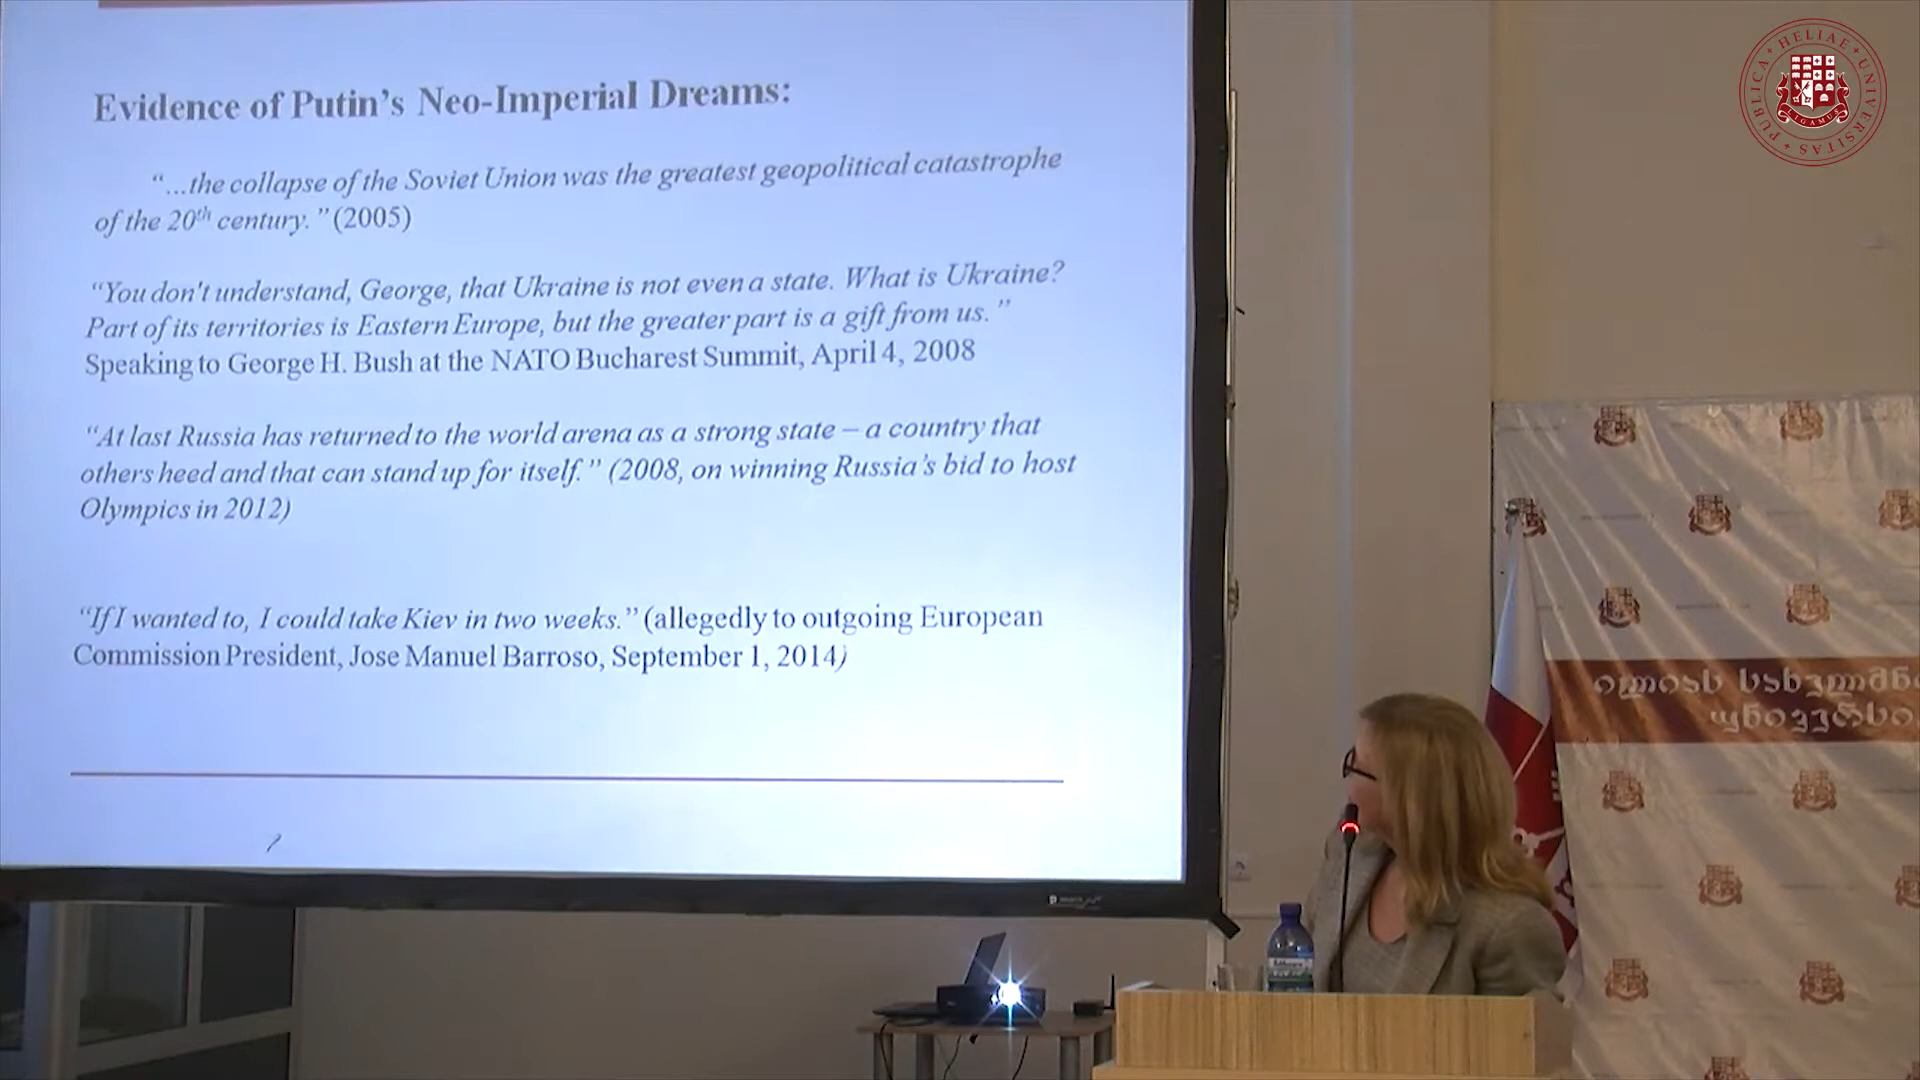 Evidence of Putin's Neo-Imperial Dreams:
"...the collapse of the Soviet Union was the greatest geopolitical catastrophe
of the 20th century." (2005)
"You don't understand, George, that Ukraine is not even a state. What is Ukraine?
Part of its territories is Eastern Europe, but the greater part is a gift from us."
Speaking to George H. Bush at the NATO Bucharest Summit, April 4, 2008
"At last Russia has returned to the world arena as a strong state – a country that
others heed and that can stand up for itself." (2008, on winning Russia's bid to host
Olympics in 2012)
"If I wanted to, I could take Kiev in two weeks." (allegedly to outgoing European
Commission President, Jose Manuel Barroso, September 1, 2014)
PUBLICA HELIAE UNIVERSITAS
LIGAMUS
ილიას სახელმწ
უნივერსი